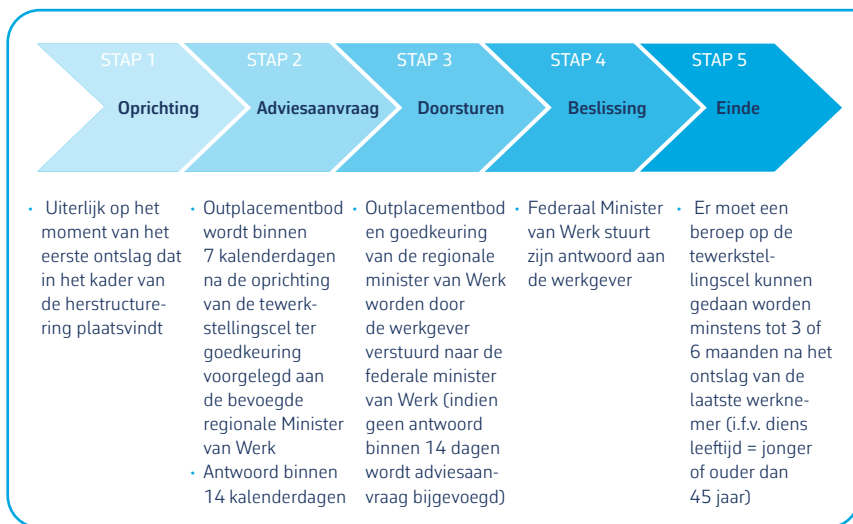 STAP 1
Oprichting
STAP 2
Adviesaanvraag
STAP 3
Doorsturen
STAP 4
Beslissing
STAP 5
Einde
• Uiterlijk op het
moment van het
eerste ontslag dat
in het kader van
de herstructure-
ring plaatsvindt
• Outplacementbod
wordt binnen
7 kalenderdagen
na de oprichting
van de tewerk-
stellingscel ter
goedkeuring
voorgelegd aan
de bevoegde
regionale Minister
van Werk
• Antwoord binnen
14 kalenderdagen
• Outplacementbod
en goedkeuring
van de regionale
minister van Werk
worden door
de werkgever
verstuurd naar de
federale minister
van Werk (indien
geen antwoord
binnen 14 dagen
wordt adviesaan-
vraag bijgevoegd)
• Federaal Minister
van Werk stuurt
zijn antwoord aan
de werkgever
• Er moet een
beroep op de
tewerkstel-
lingscel kunnen
gedaan worden
minstens tot 3 of
6 maanden na het
ontslag van de
laatste werkne-
mer (i.f.v. diens
leeftijd = jonger
of ouder dan
45 jaar)